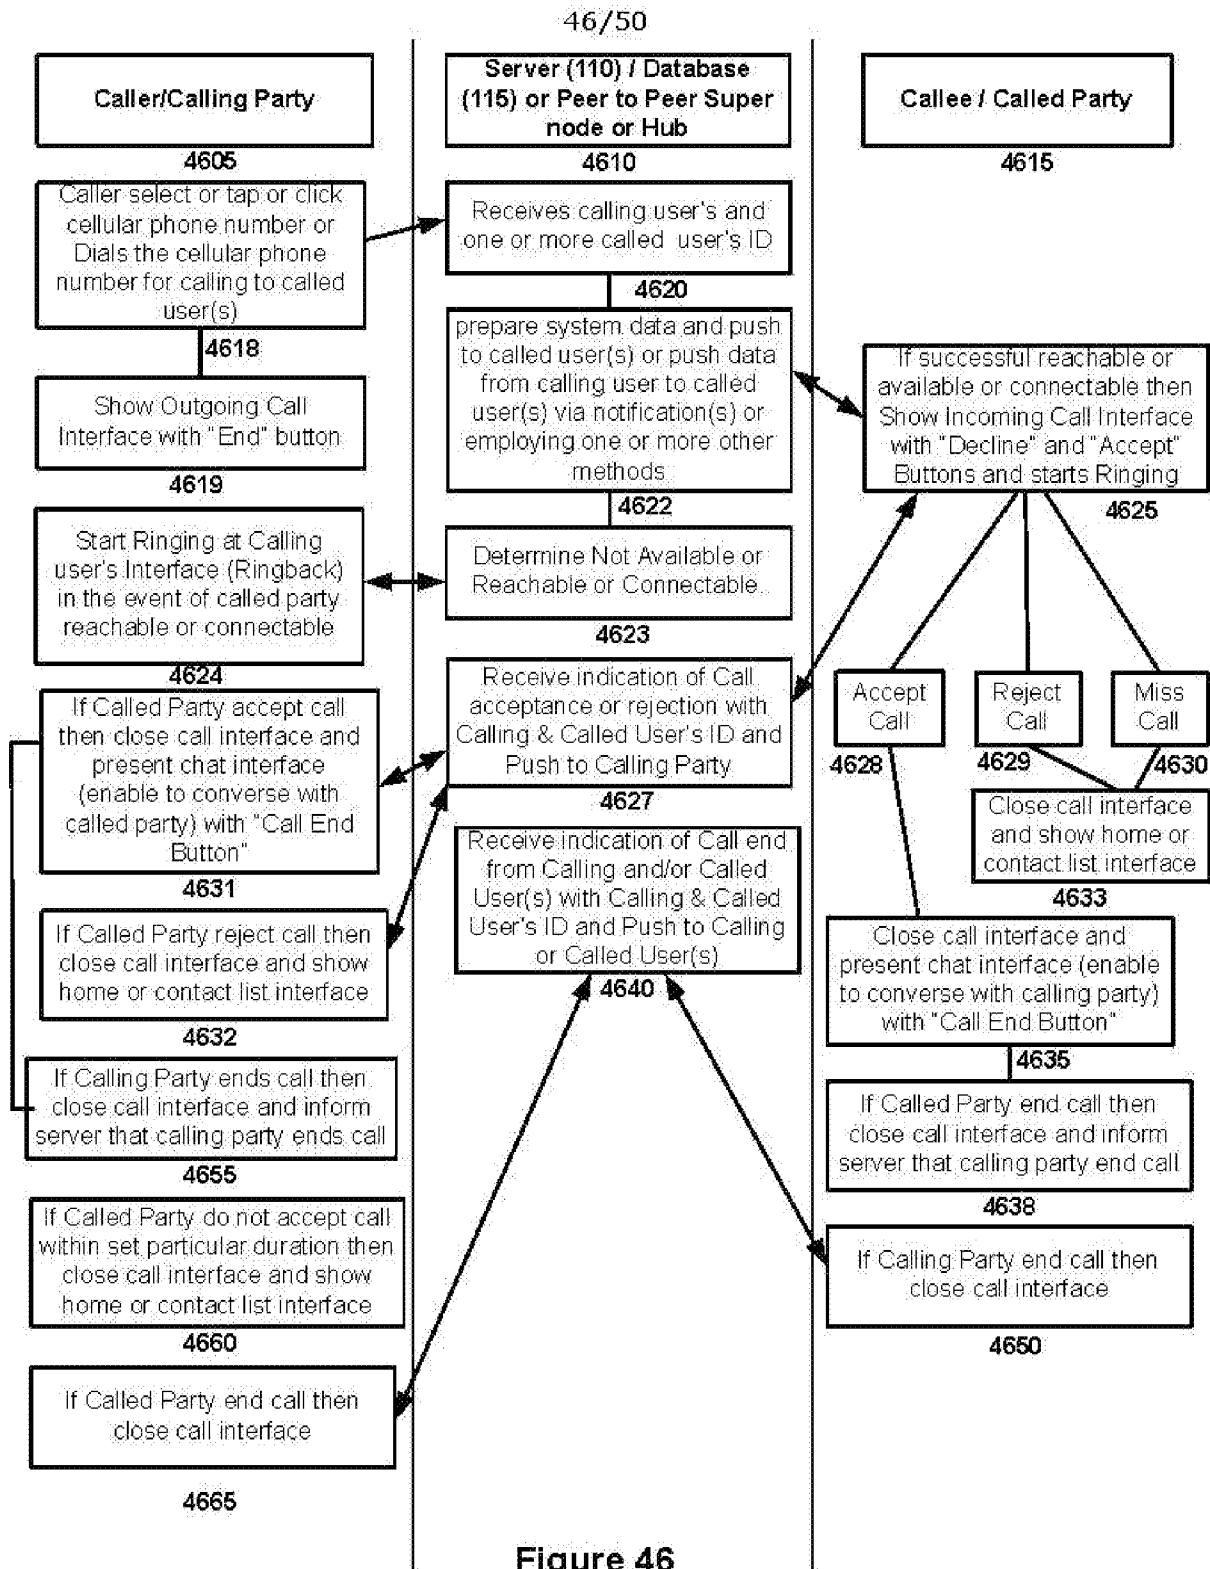 46/50
Caller/Calling Party
4605
Caller select or tap or click
cellular phone number or
Dials the cellular phone
number for calling to called
user(s)
4618
Show Outgoing Call
Interface with "End" button
4619
Start Ringing at Calling
user's Interface (Ringback)
in the event of called party
reachable or connectable
4624
If Called Party accept call
then close call interface and
present chat interface
(enable to converse with
called party) with "Call End
Button"
4631
If Called Party reject call then
close call interface and show
home or contact list interface
4632
If Calling Party ends call then
close call interface and inform
server that calling party ends call
4655
If Called Party do not accept call
within set particular duration then
close call interface and show
home or contact list interface
4660
If Called Party end call then
close call interface
4665
Server (110) / Database
(115) or Peer to Peer Super
node or Hub
4610
Receives calling user's and
one or more called user's ID
4620
prepare system data and push
to called user(s) or push data
from calling user to called
user(s) via notification(s) or
employing one or more other
methods
4622
Determine Not Available or
Reachable or Connectable..
4623
Receive indication of Call
acceptance or rejection with
Calling & Called User's ID and
Push to Calling Party
4627
Receive indication of Call end
from Calling and/or Called
User(s) with Calling & Called
User's ID and Push to Calling
or Called User(s)
4640
Callee / Called Party
4615
If successful reachable or
available or connectable then
Show Incoming Call Interface
with "Decline" and "Accept"
Buttons and starts Ringing
4625
Accept
Call
4628
Reject
Call
4629
Miss
Call
4630
Close call interface
and show home or
contact list interface
4633
Close call interface and
present chat interface (enable
to converse with calling party)
with "Call End Button"
4635
If Called Party end call then
close call interface and inform
server that calling party end call
4638
If Calling Party end call then
close call interface
4650
Figure 46